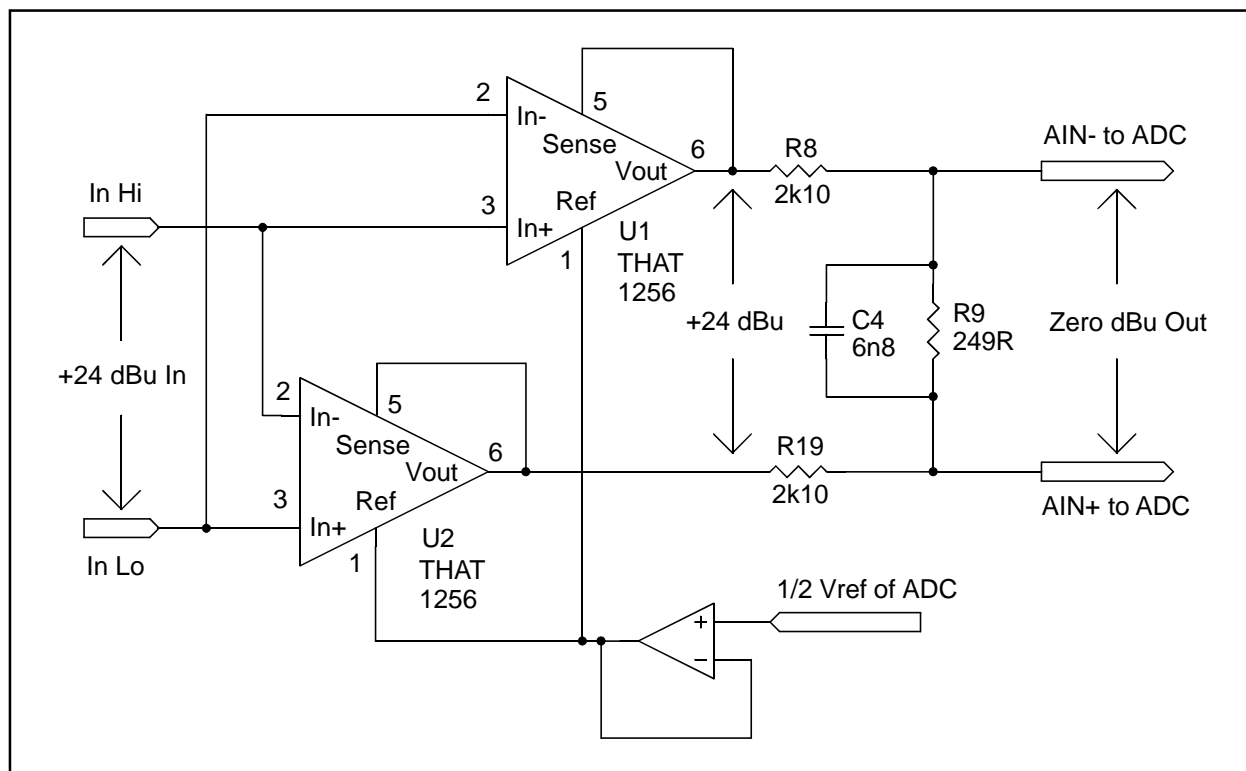 2
In-
5
Sense
Vout
6
Ref
3
In+
1
U1
THAT
1256
In Hi
+24 dBu In
In Lo
R8
2k10
AIN- to ADC
+24 dBu
C4
6n8
R9
249R
Zero dBu Out
2
In-
5
Sense
Vout
6
Ref
3
In+
1
U2
THAT
1256
R19
2k10
AIN+ to ADC
1/2 Vref of ADC
+
−